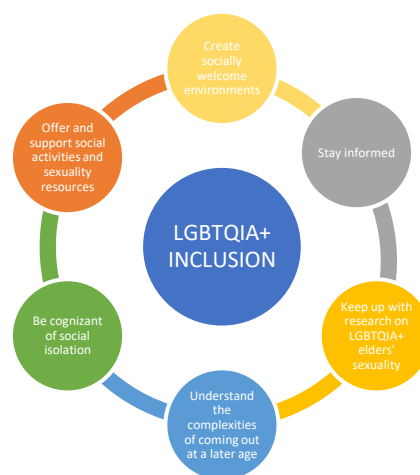 Create
socially
welcome
environments
Stay informed
Keep up with
research on
LGBTQIA+
elders'
sexuality
Understand
the
complexities
of coming out
at a later age
Be cognizant
of social
isolation
Offer and
support social
activities and
sexuality
resources
LGBTQIA+
INCLUSION